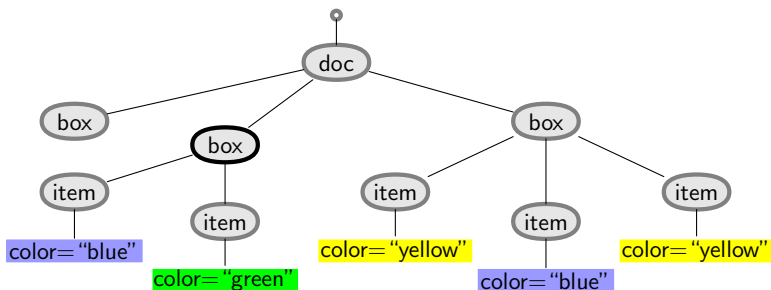 doc
box
box
box
item
item
item
item
item
color= “blue”
color= “green”
color= “yellow”
color= “blue”
color= “yellow”